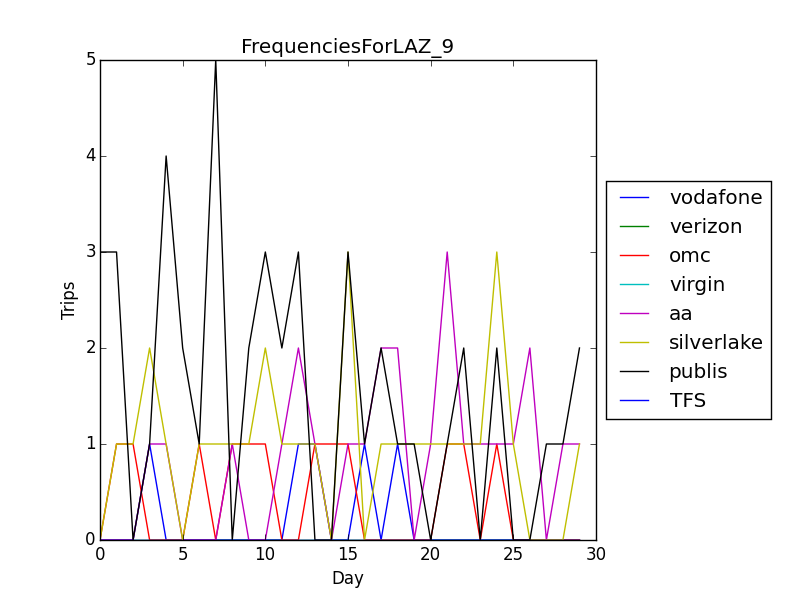 FrequenciesForLAZ_9
5
4
3
2
1
0
Trips
0 5 10 15 20 25 30
Day
vodafone
verizon
omc
virgin
aa
silverlake
publis
TFS